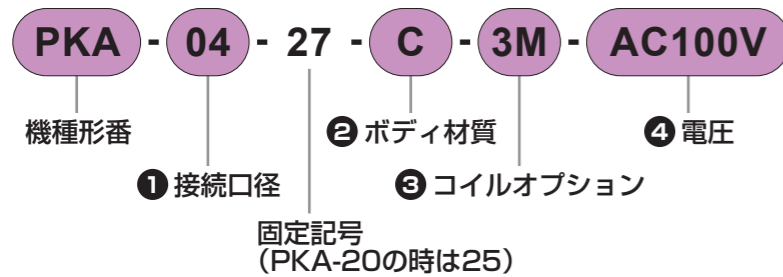 PKA - 04 - 27 - C - 3M - AC100V
機種形番
❷ ボディ材質
❹ 電圧
❶ 接続口径
❸ コイルオプション
固定記号
（PKA-20の時は25）